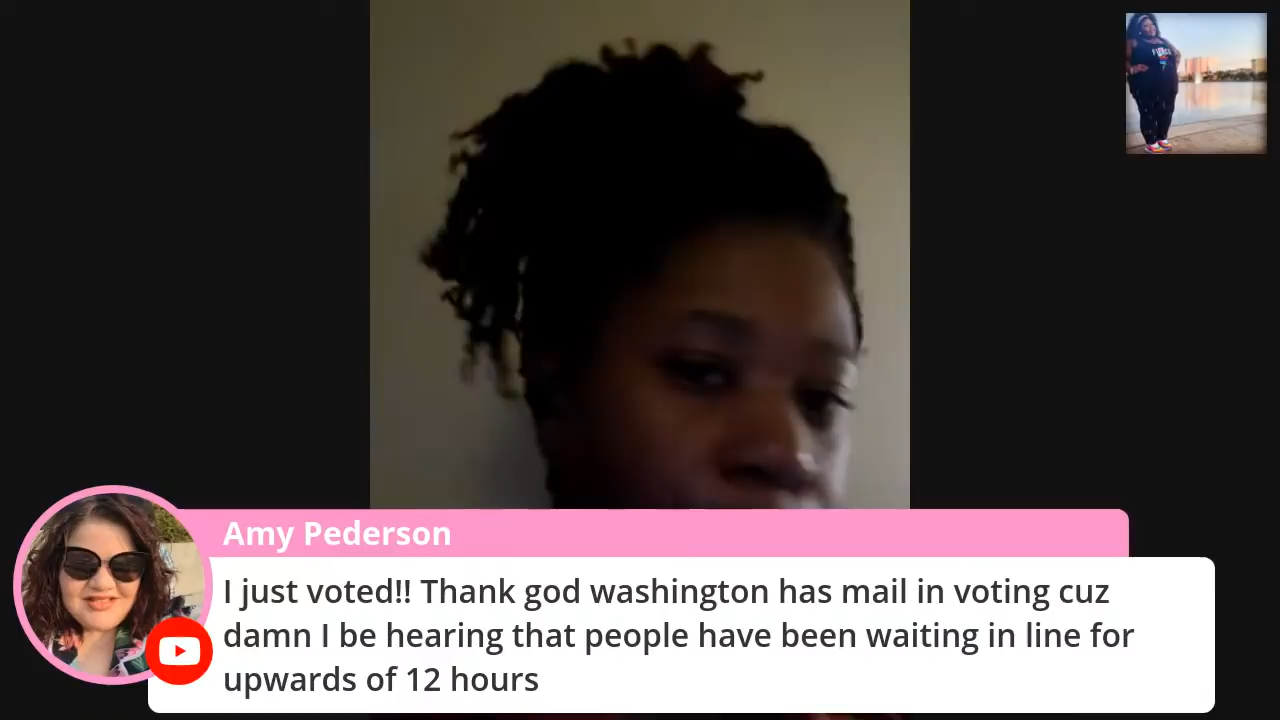 Amy Pederson
I just voted!! Thank god washington has mail in voting cuz
damn I be hearing that people have been waiting in line for
upwards of 12 hours